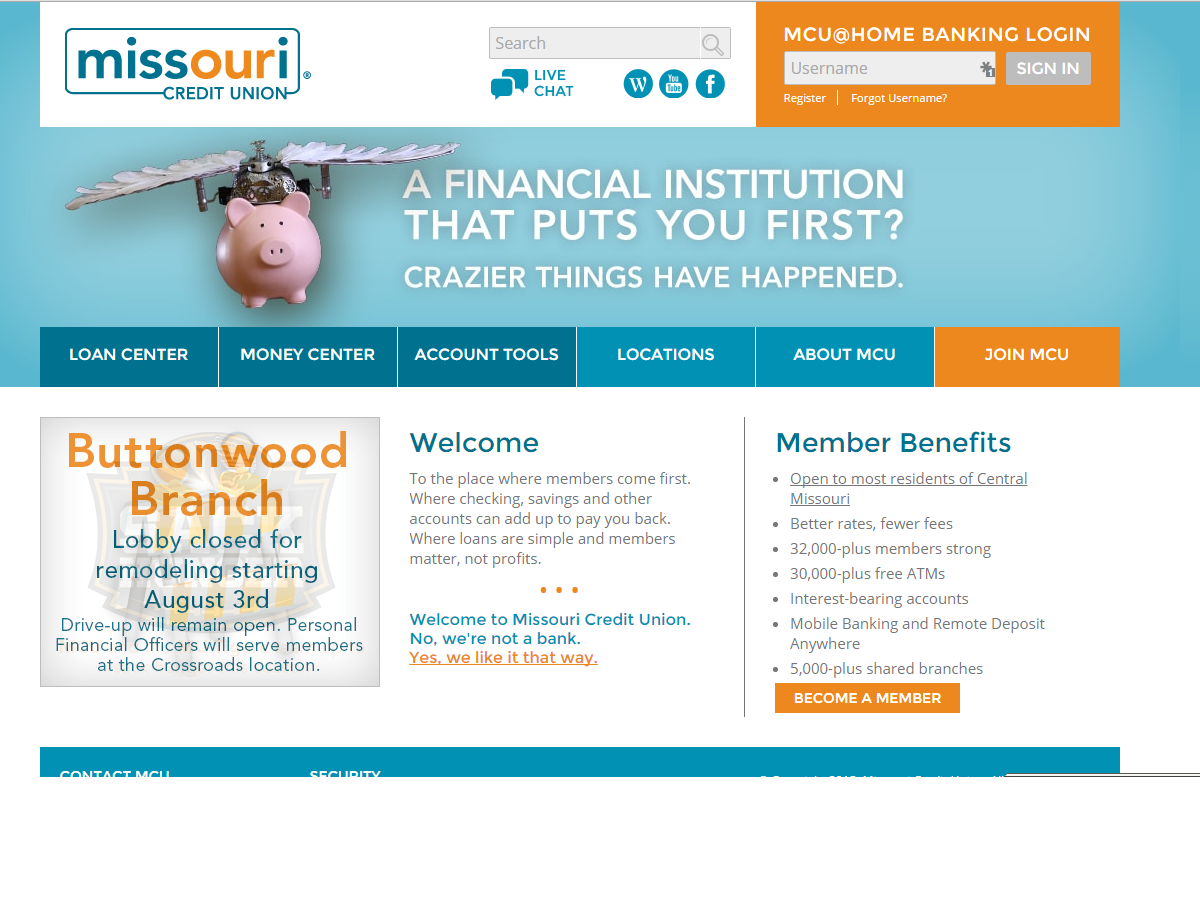 missouri®
CREDIT UNION
Search
LIVE
CHAT
W
You
Tube
f
MCU@HOME BANKING LOGIN
Username
1
SIGN IN
Register
Forgot Username?
A FINANCIAL INSTITUTION
THAT PUTS YOU FIRST?
CRAZIER THINGS HAVE HAPPENED.
LOAN CENTER
MONEY CENTER
ACCOUNT TOOLS
LOCATIONS
ABOUT MCU
JOIN MCU
Buttonwood
Branch
Lobby closed for
remodeling starting
August 3rd
Drive-up will remain open. Personal
Financial Officers will serve members
at the Crossroads location.
Welcome
To the place where members come first.
Where checking, savings and other
accounts can add up to pay you back.
Where loans are simple and members
matter, not profits.
Welcome to Missouri Credit Union.
No, we're not a bank.
Yes, we like it that way.
Member Benefits
Open to most residents of Central
Missouri
Better rates, fewer fees
32,000-plus members strong
30,000-plus free ATMs
Interest-bearing accounts
Mobile Banking and Remote Deposit
Anywhere
5,000-plus shared branches
BECOME A MEMBER
CONTACT MCU
SECURITY